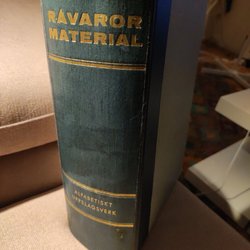 RÅVAROR
MATERIAL
ALFABETISKT
UPPSLAGSVERK